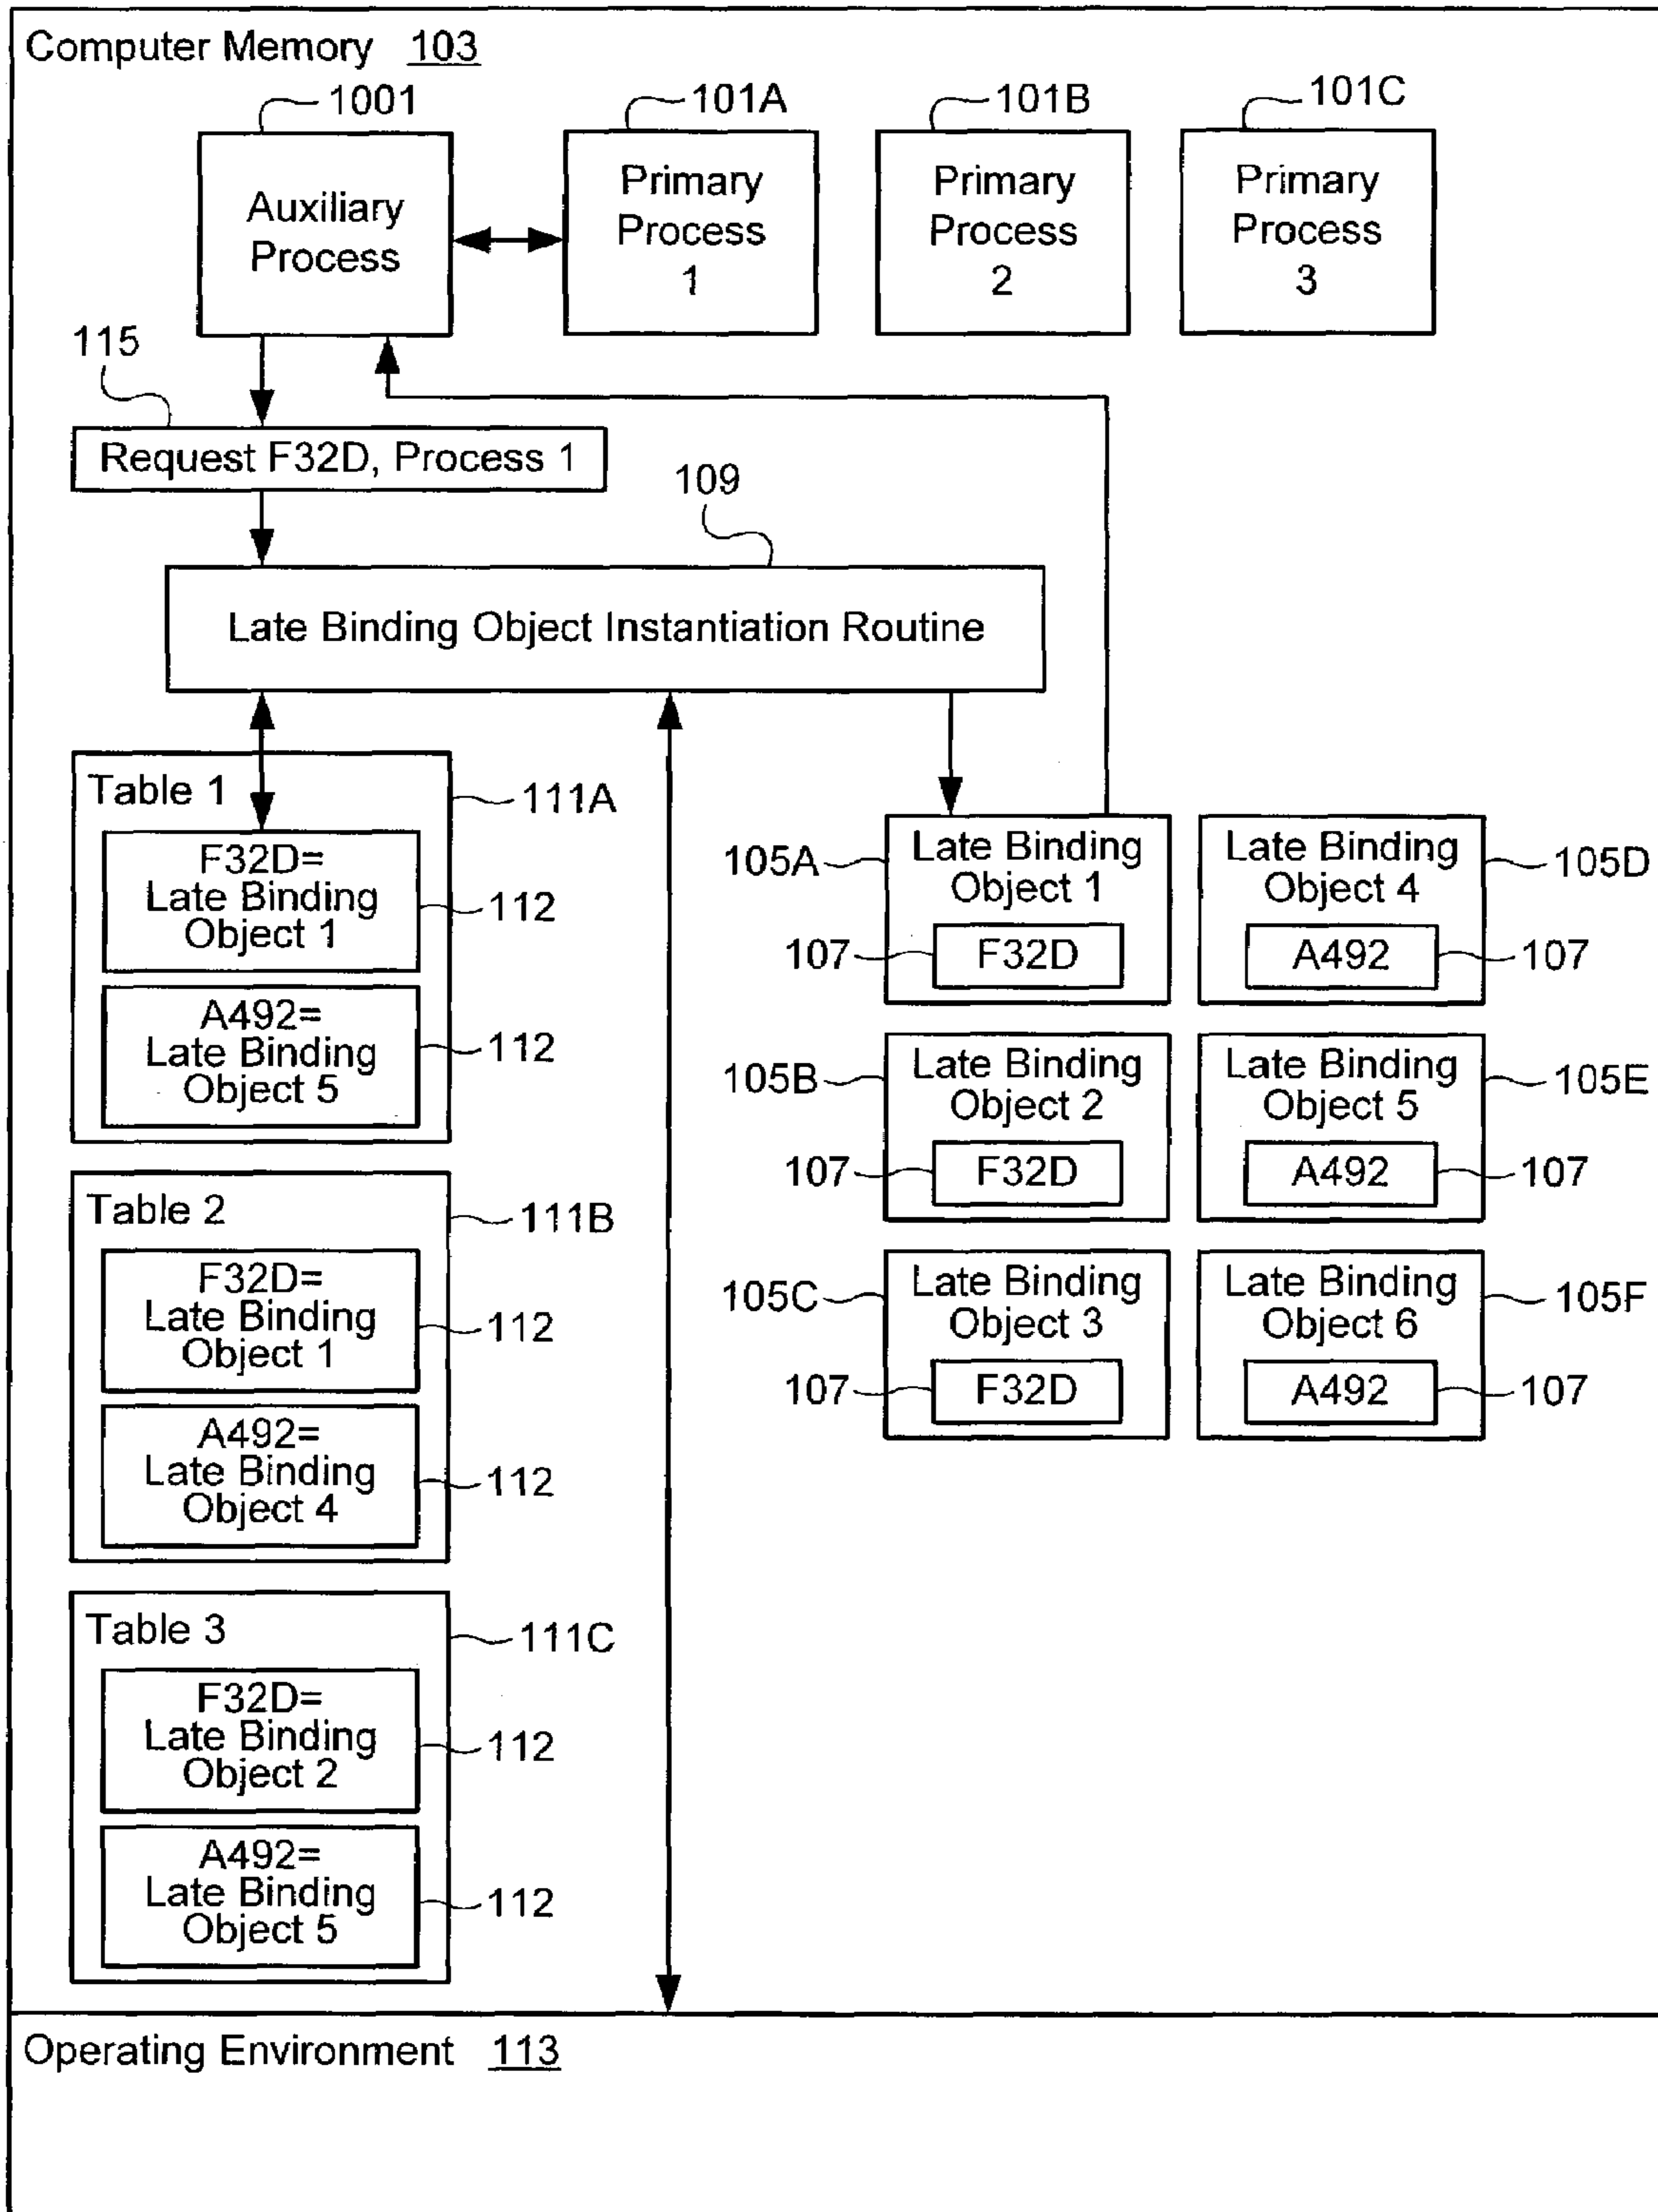 Computer Memory 103
1001
101A
101B
101C
Auxiliary
Process
Primary
Process
1
Primary
Process
2
Primary
Process
3
115
Request F32D, Process 1
109
Late Binding Object Instantiation Routine
Table 1
111A
F32D=
Late Binding
Object 1
112
A492=
Late Binding
Object 5
112
Table 2
111B
F32D=
Late Binding
Object 1
112
A492=
Late Binding
Object 4
112
Table 3
111C
F32D=
Late Binding
Object 2
112
A492=
Late Binding
Object 5
112
105A
Late Binding
Object 1
107
F32D
Late Binding
Object 4
105D
A492
107
105B
Late Binding
Object 2
107
F32D
Late Binding
Object 5
105E
A492
107
105C
Late Binding
Object 3
107
F32D
Late Binding
Object 6
105F
A492
107
Operating Environment 113